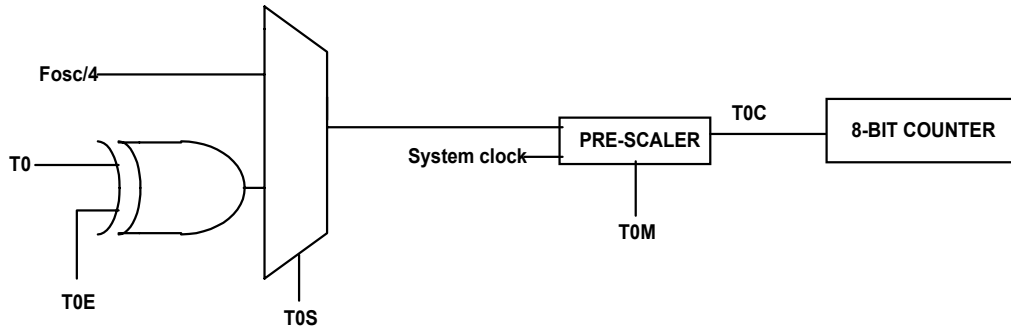 Fosc/4
T0C
8-BIT COUNTER
PRE-SCALER
System clock
T0
T0M
T0E
T0S